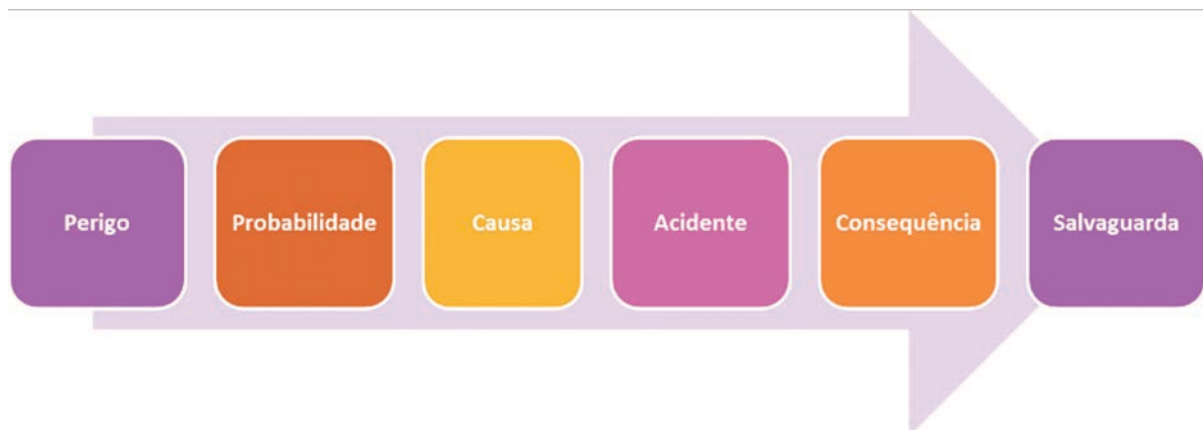 Perigo
Probabilidade
Causa
Acidente
Consequência
Salvaguarda